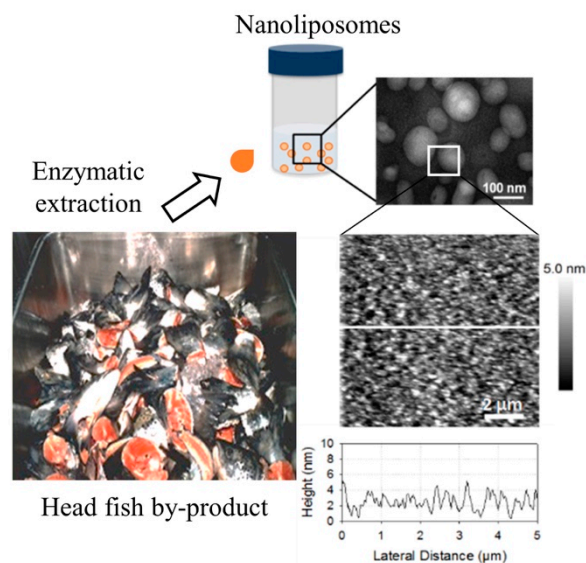 Nanoliposomes
Enzymatic
extraction
100 nm
5.0 nm
2 µm
Head fish by-product
Height (nm)
10
8
6
4
2
0
0 1 2 3 4 5
Lateral Distance (µm)